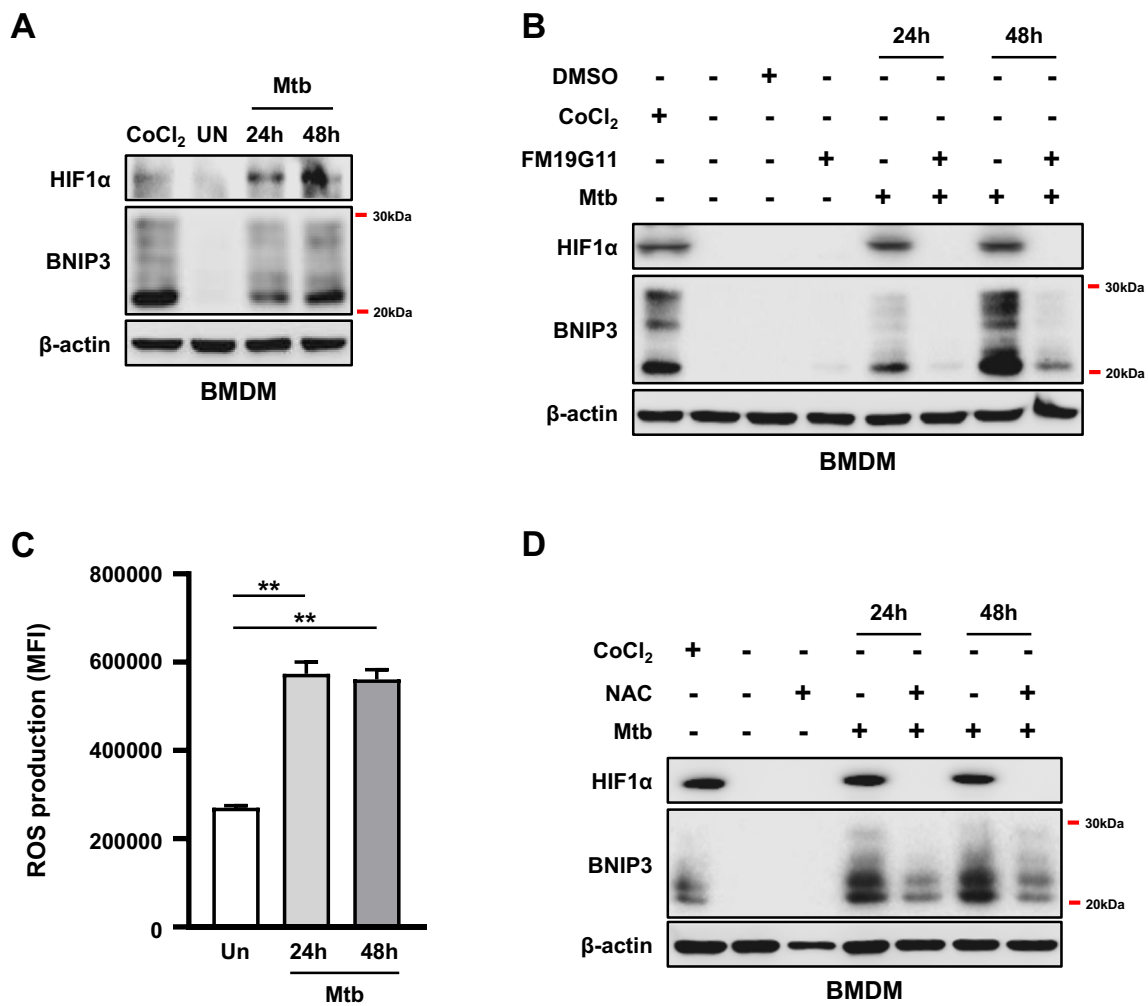 A
Mtb
CoCl2 UN 24h 48h
HIF1α
BNIP3
30kDa
20kDa
β-actin
BMDM
B
24h 48h
DMSO - - + - - - - -
CoCl2 + - - - - - - -
FM19G11 - - - + - + - +
Mtb - - - - + + + +
HIF1α
BNIP3
30kDa
20kDa
β-actin
BMDM
C
ROS production (MFI)
800000
600000
400000
200000
0
**
**
Un 24h 48h
Mtb
D
24h 48h
CoCl2 + - - - - - -
NAC - - + - + - +
Mtb - - - + + + +
HIF1α
BNIP3
30kDa
20kDa
β-actin
BMDM